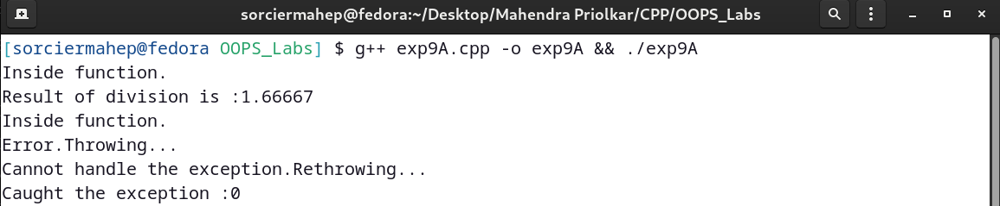 sorciermahep@fedora:~/Desktop/Mahendra Priolkar/CPP/OOPS_Labs
[sorciermahep@fedora OOPS_Labs] $ g++ exp9A.cpp -o exp9A && ./exp9A
Inside function.
Result of division is :1.66667
Inside function.
Error.Throwing...
Cannot handle the exception.Rethrowing...
Caught the exception :0